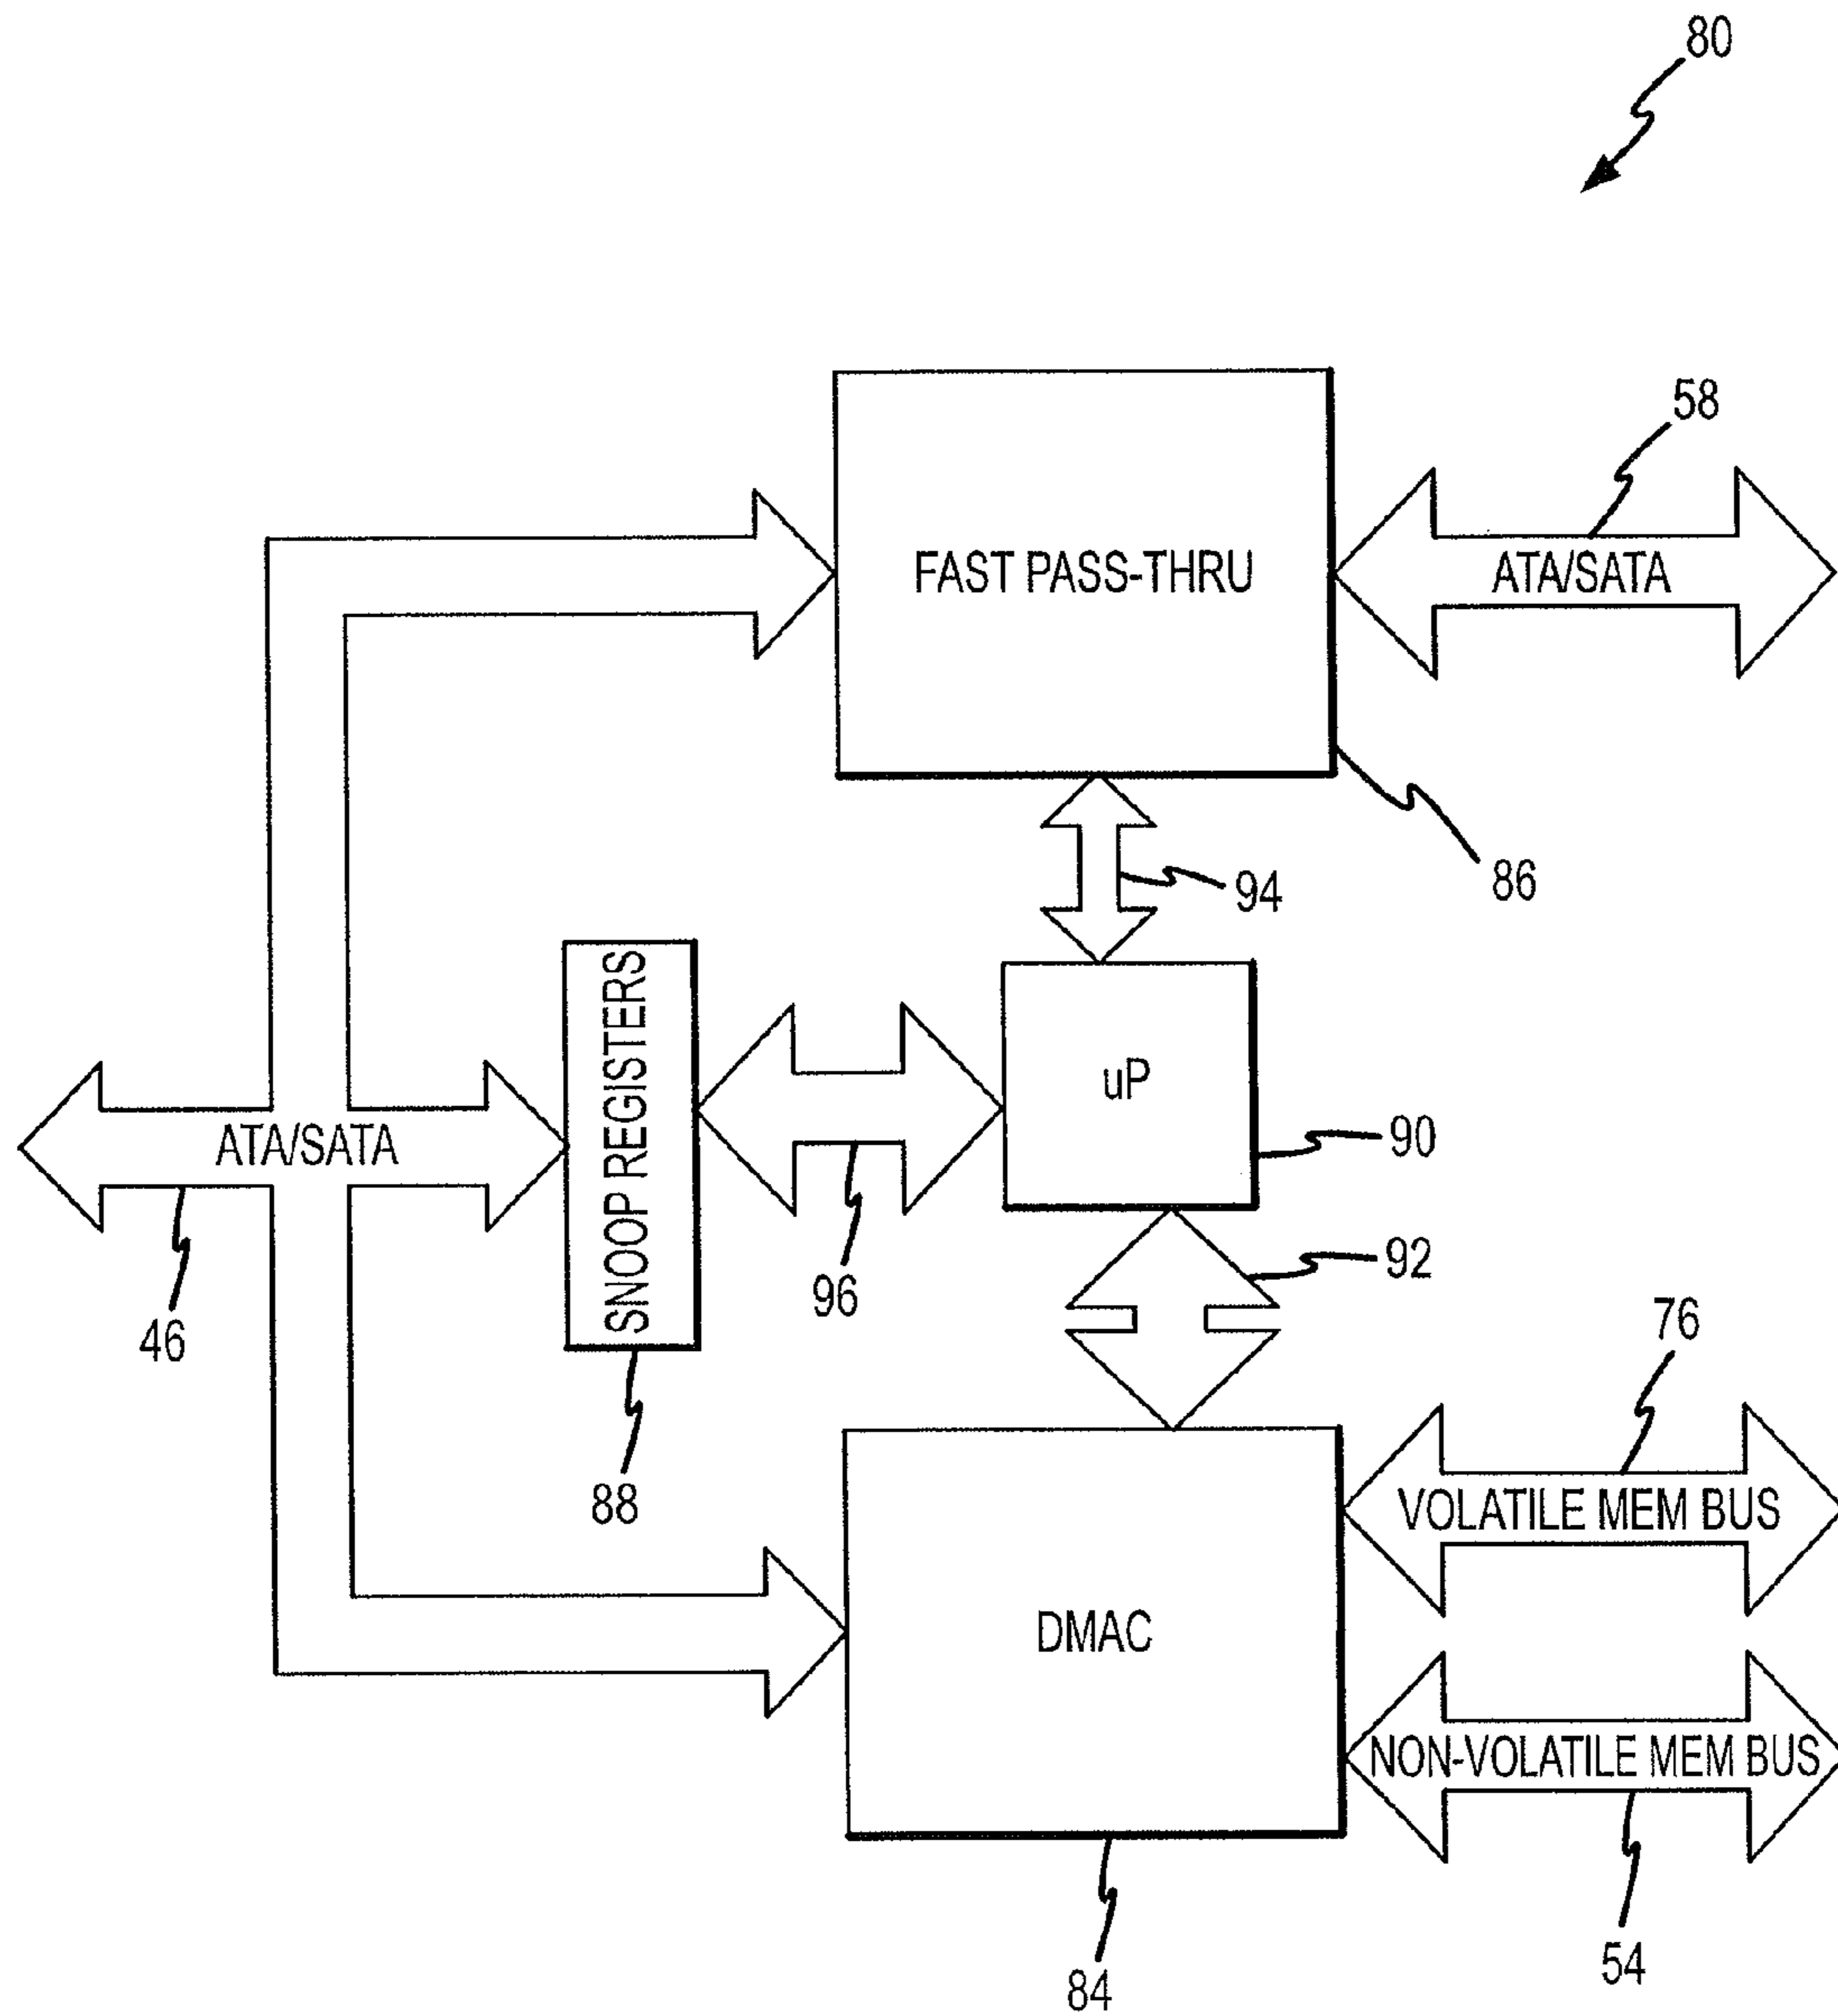 80
58
FAST PASS-THRU
ATA/SATA
86
94
SNOOP REGISTERS
uP
90
ATA/SATA
92
96
46
76
88
VOLATILE MEM BUS
DMAC
NON-VOLATILE MEM BUS
54
84